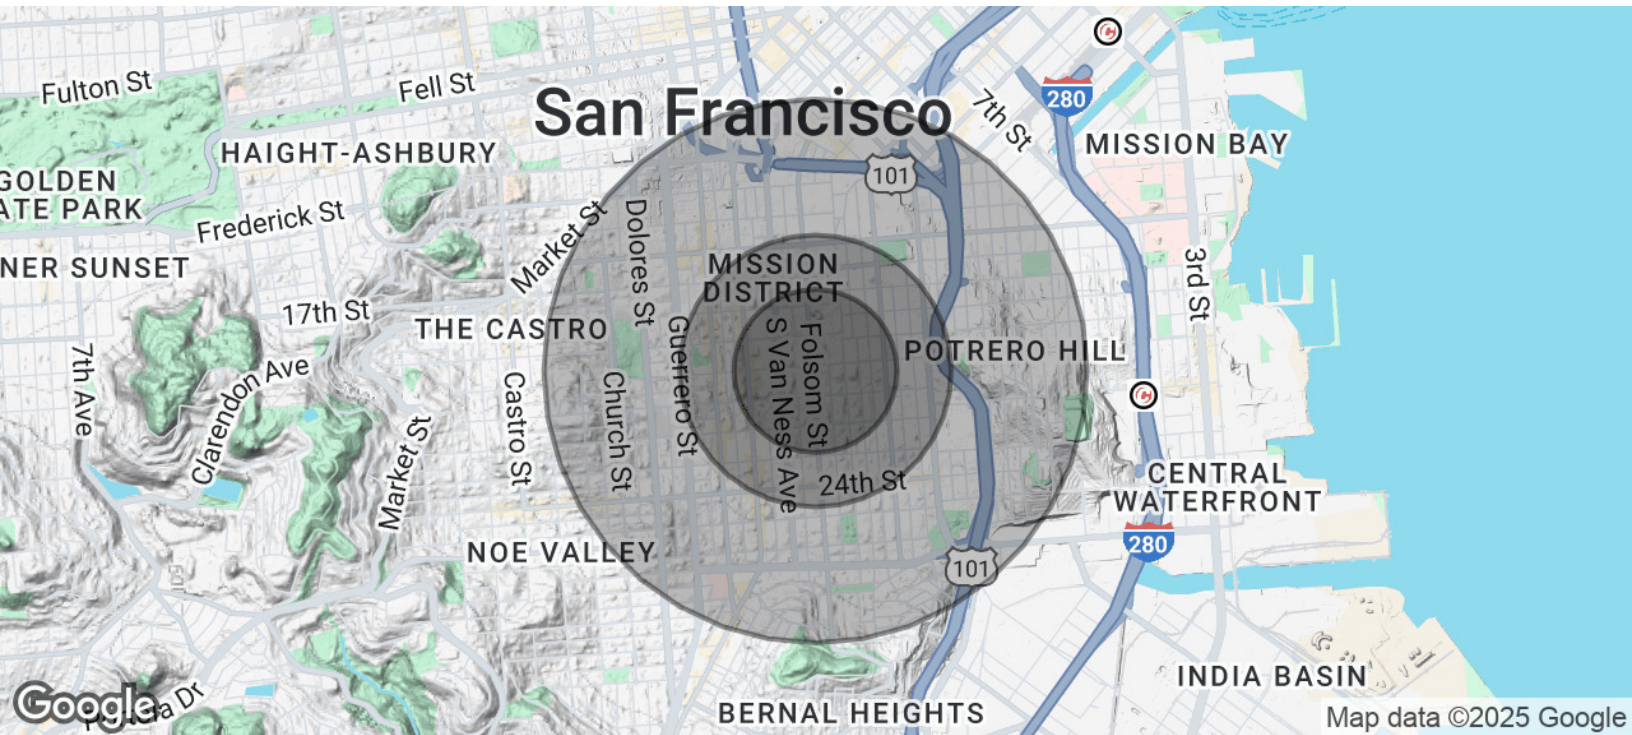 Fulton St
Fell St
San Francisco
7th St
280
HAIGHT-ASHBURY
MISSION BAY
GOLDEN
ATE PARK
101
Frederick St
Market St
Dolores St
NER SUNSET
MISSION
DISTRICT
3rd St
17th St
THE CASTRO
Guerrero St
S Van Ness Ave
Folsom St
POTRERO HILL
7th Ave
Clarendon Ave
Castro St
Church St
Market St
24th St
CENTRAL
WATERFRONT
NOE VALLEY
101
280
INDIA BASIN
Google
Portola Dr
BERNAL HEIGHTS
Map data ©2025 Google